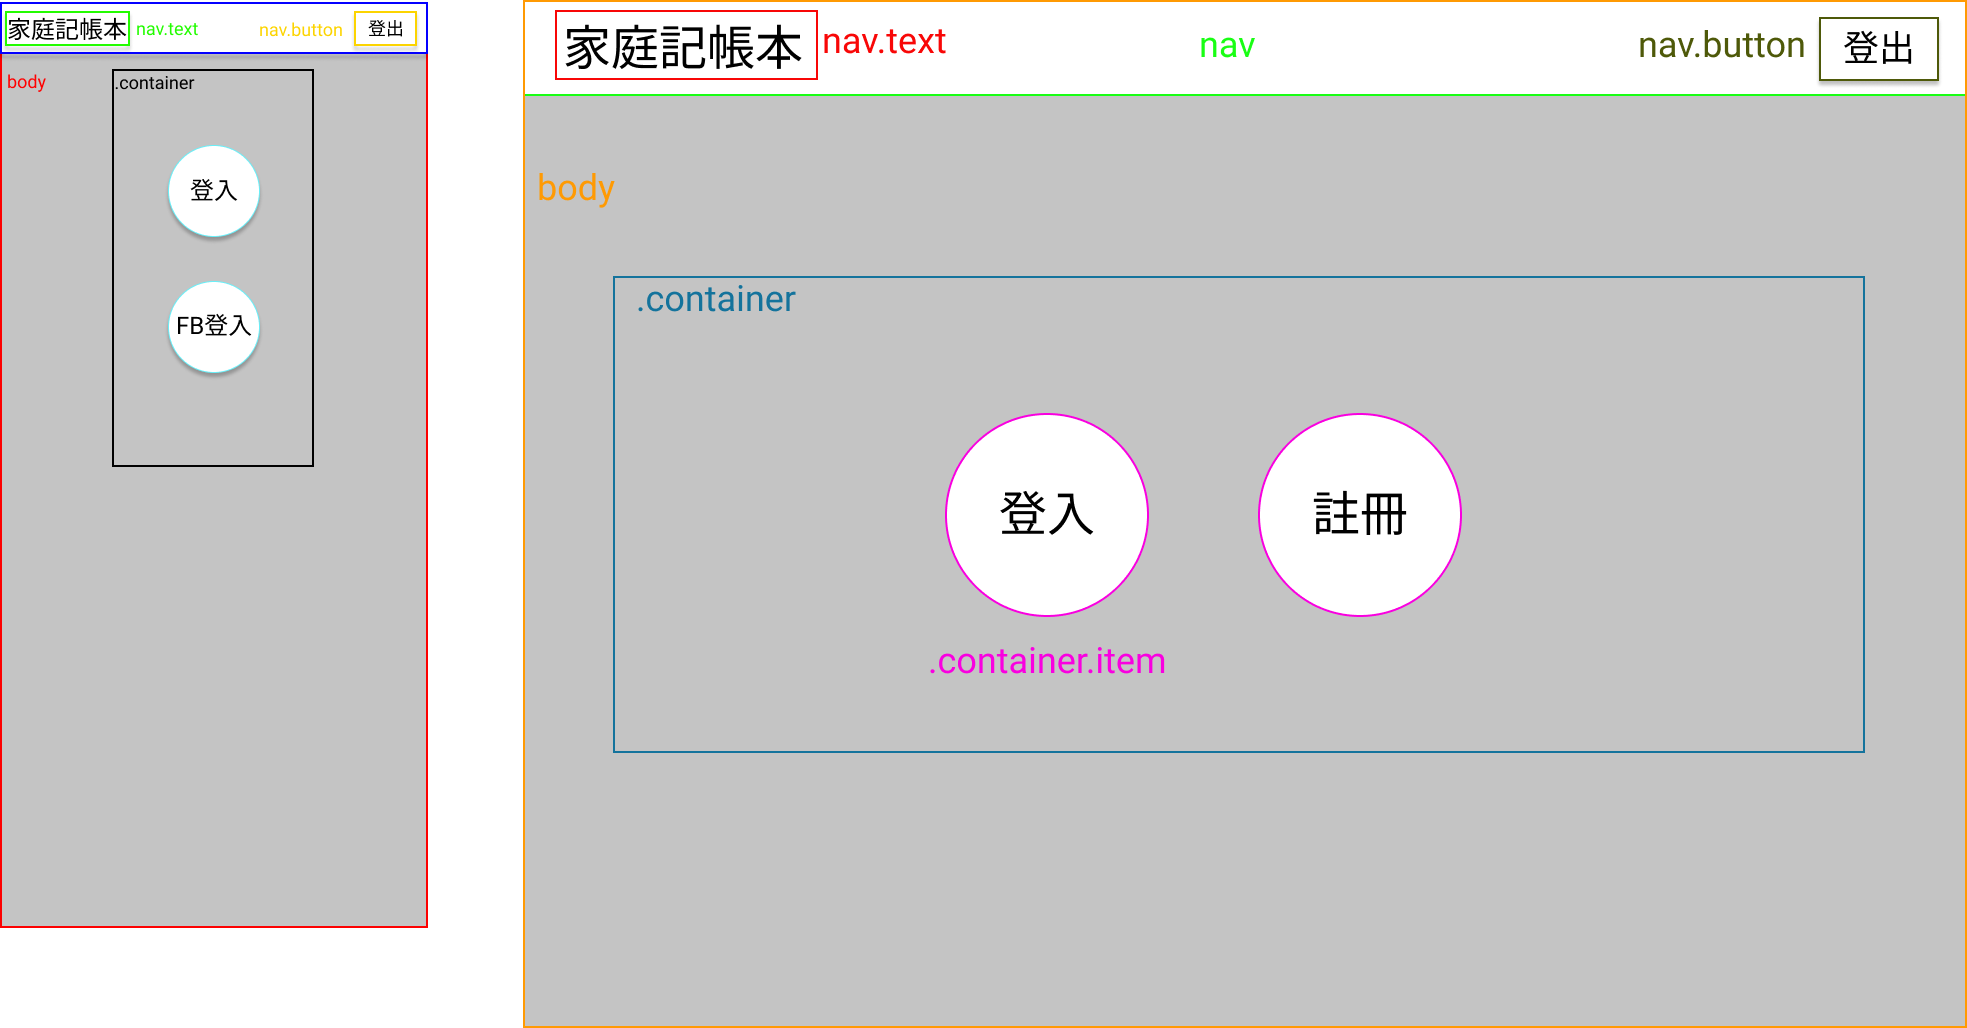 家庭記帳本 nav.text nav.button 登出
body
.container
登入
FB登入
家庭記帳本 nav.text nav nav.button 登出
body
.container
登入 註冊
.container.item